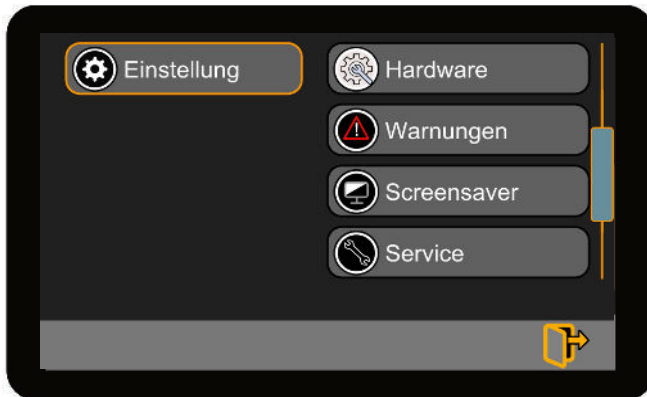 Einstellung
Hardware
Warnungen
Screensaver
Service